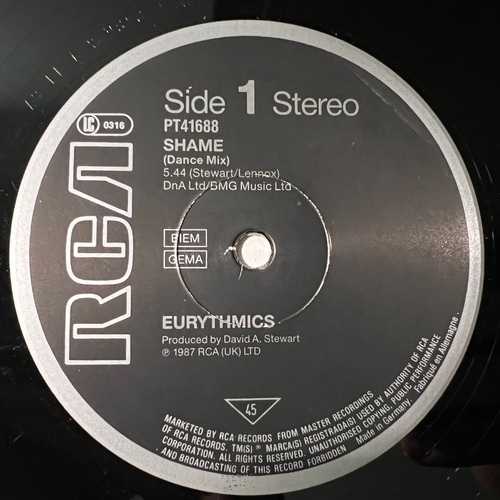 Side 1 Stereo
PT41688
SHAME
(Dance Mix)
5.44 (Stewart/Lennox)
DnA Ltd/BMG Music Ltd
LC 0316
RCA
BIEM
GEMA
EURYTHMICS
Produced by David A. Stewart
℗ 1987 RCA (UK) LTD
45
MARKETED BY RCA RECORDS FROM MASTER RECORDINGS
OF RCA RECORDS. TM(S) ® MARCA(S) REGISTRADA(S) USED BY AUTHORITY OF RCA
CORPORATION. ALL RIGHTS RESERVED. UNAUTHORISED COPYING, PUBLIC PERFORMANCE
AND BROADCASTING OF THIS RECORD FORBIDDEN
Made in Germany.
Fabriqué en Allemagne.